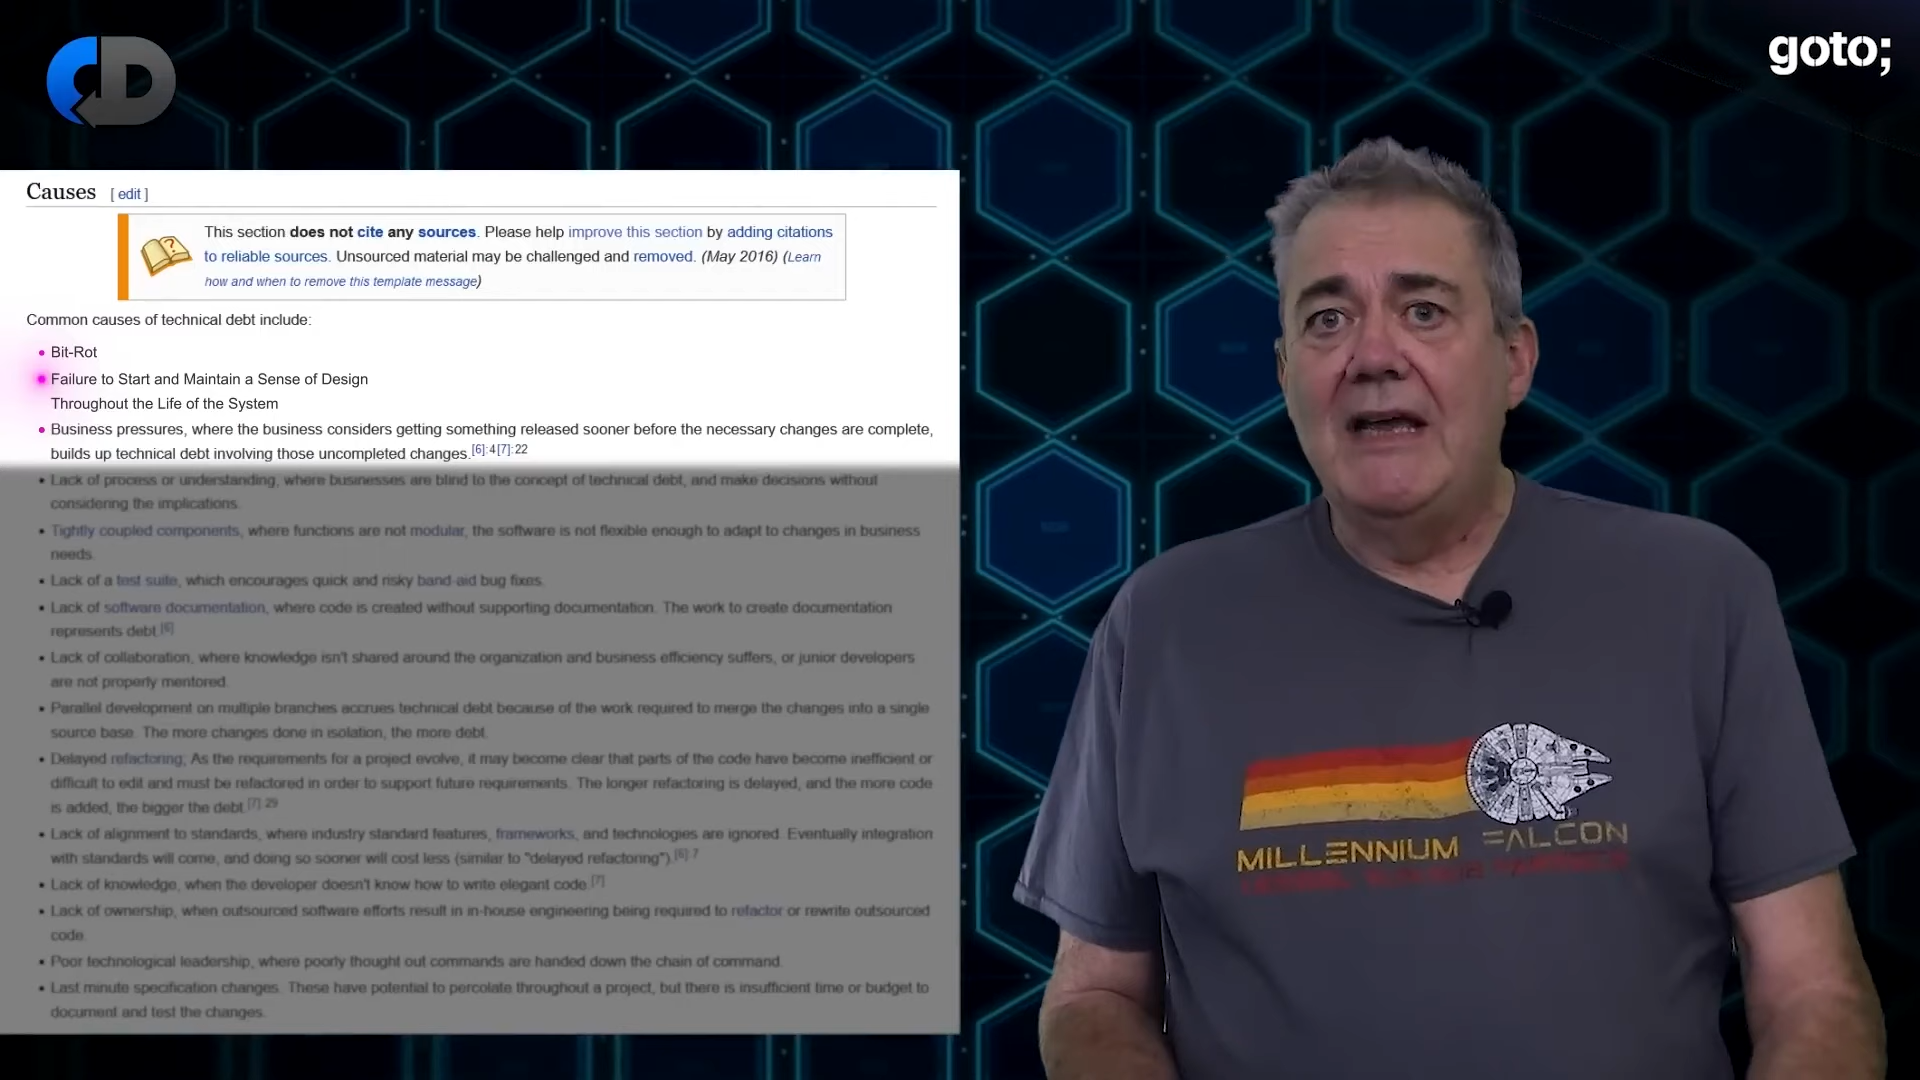 goto;
CD
Causes [ edit ]
This section does not cite any sources. Please help improve this section by adding citations
to reliable sources. Unsourced material may be challenged and removed. (May 2016) (Learn
how and when to remove this template message)
Common causes of technical debt include:
• Bit-Rot
• Failure to Start and Maintain a Sense of Design
Throughout the Life of the System
• Business pressures, where the business considers getting something released sooner before the necessary changes are complete,
builds up technical debt involving those uncompleted changes.[6]:4[7]:22
• Lack of process or understanding, where businesses are blind to the concept of technical debt, and make decisions without
considering the implications.
• Tightly coupled components, where functions are not modular, the software is not flexible enough to adapt to changes in business
needs.
• Lack of a test suite, which encourages quick and risky band-aid bug fixes.
• Lack of software documentation, where code is created without supporting documentation. The work to create documentation
represents debt.[6]
• Lack of collaboration, where knowledge isn't shared around the organization and business efficiency suffers, or junior developers
are not properly mentored.
• Parallel development on multiple branches accrues technical debt because of the work required to merge the changes into a single
source base. The more changes done in isolation, the more debt.
• Delayed refactoring; As the requirements for a project evolve, it may become clear that parts of the code have become inefficient or
difficult to edit and must be refactored in order to support future requirements. The longer refactoring is delayed, and the more code
is added, the bigger the debt.[7]:29
• Lack of alignment to standards, where industry standard features, frameworks, and technologies are ignored. Eventually integration
with standards will come, and doing so sooner will cost less (similar to "delayed refactoring").[6]:7
• Lack of knowledge, when the developer doesn't know how to write elegant code.[7]
• Lack of ownership, when outsourced software efforts result in in-house engineering being required to refactor or rewrite outsourced
code.
• Poor technological leadership, where poorly thought out commands are handed down the chain of command.
• Last minute specification changes. These have potential to percolate throughout a project, but there is insufficient time or budget to
document and test the changes.
MILLENNIUM FALCON